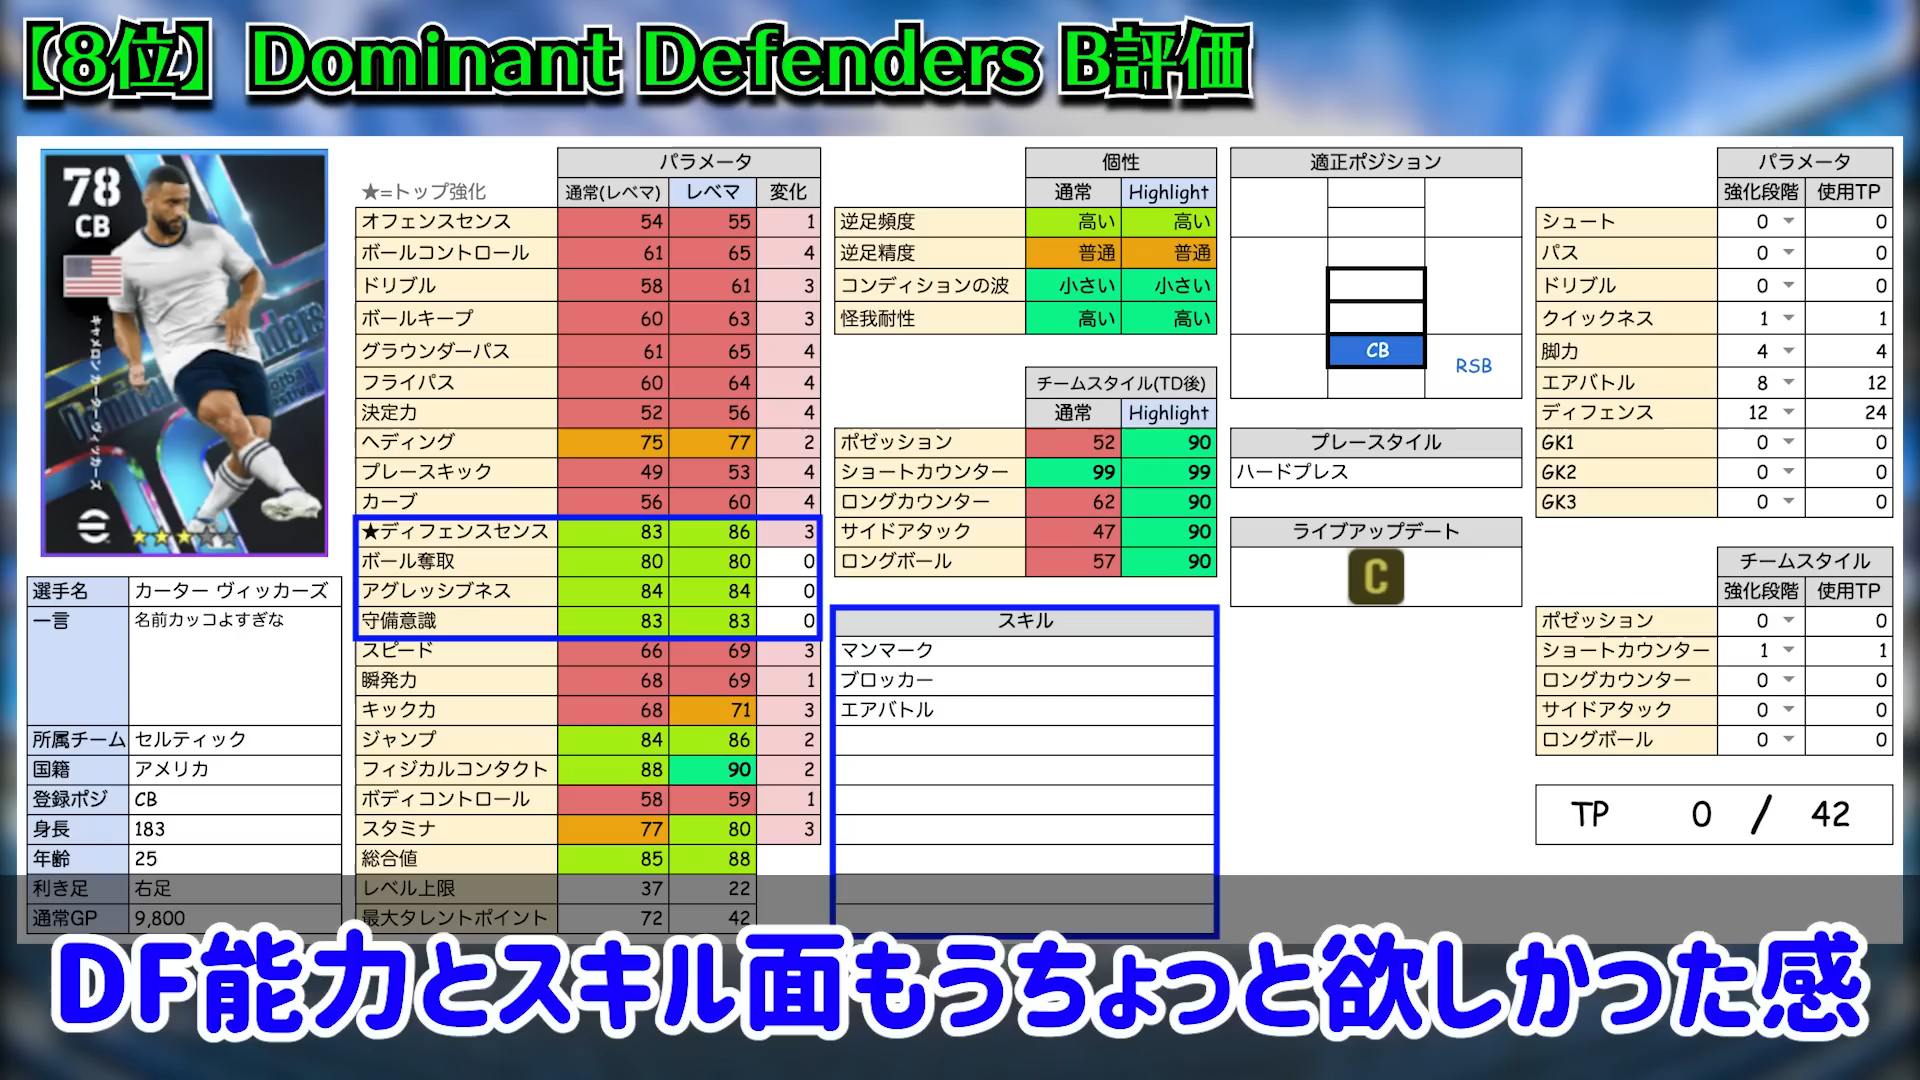 【8位】Dominant Defenders B評価
78
CB
キャメロン カーター ヴィッカーズ
選手名 カーター ヴィッカーズ
一言 名前カッコよすぎな
所属チーム セルティック
国籍 アメリカ
登録ポジ CB
身長 183
年齢 25
利き足 右足
通常GP 9,800
パラメータ
★=トップ強化 通常(レベマ) レベマ 変化
オフェンスセンス 54 55 1
ボールコントロール 61 65 4
ドリブル 58 61 3
ボールキープ 60 63 3
グラウンダーパス 61 65 4
フライパス 60 64 4
決定力 52 56 4
ヘディング 75 77 2
プレースキック 49 53 4
カーブ 56 60 4
★ディフェンスセンス 83 86 3
ボール奪取 80 80 0
アグレッシブネス 84 84 0
守備意識 83 83 0
スピード 66 69 3
瞬発力 68 69 1
キック力 68 71 3
ジャンプ 84 86 2
フィジカルコンタクト 88 90 2
ボディコントロール 58 59 1
スタミナ 77 80 3
総合値 85 88
レベル上限 37 22
最大タレントポイント 72 42
個性
通常 Highlight
逆足頻度 高い 高い
逆足精度 普通 普通
コンディションの波 小さい 小さい
怪我耐性 高い 高い
チームスタイル(TD後)
通常 Highlight
ポゼッション 52 90
ショートカウンター 99 99
ロングカウンター 62 90
サイドアタック 47 90
ロングボール 57 90
スキル
マンマーク
ブロッカー
エアバトル
適正ポジション
CB
RSB
プレースタイル
ハードプレス
ライブアップデート
C
パラメータ
強化段階 使用TP
シュート 0 0
パス 0 0
ドリブル 0 0
クイックネス 1 1
脚力 4 4
エアバトル 8 12
ディフェンス 12 24
GK1 0 0
GK2 0 0
GK3 0 0
チームスタイル
強化段階 使用TP
ポゼッション 0 0
ショートカウンター 1 1
ロングカウンター 0 0
サイドアタック 0 0
ロングボール 0 0
TP 0 / 42
DF能力とスキル面もうちょっと欲しかった感